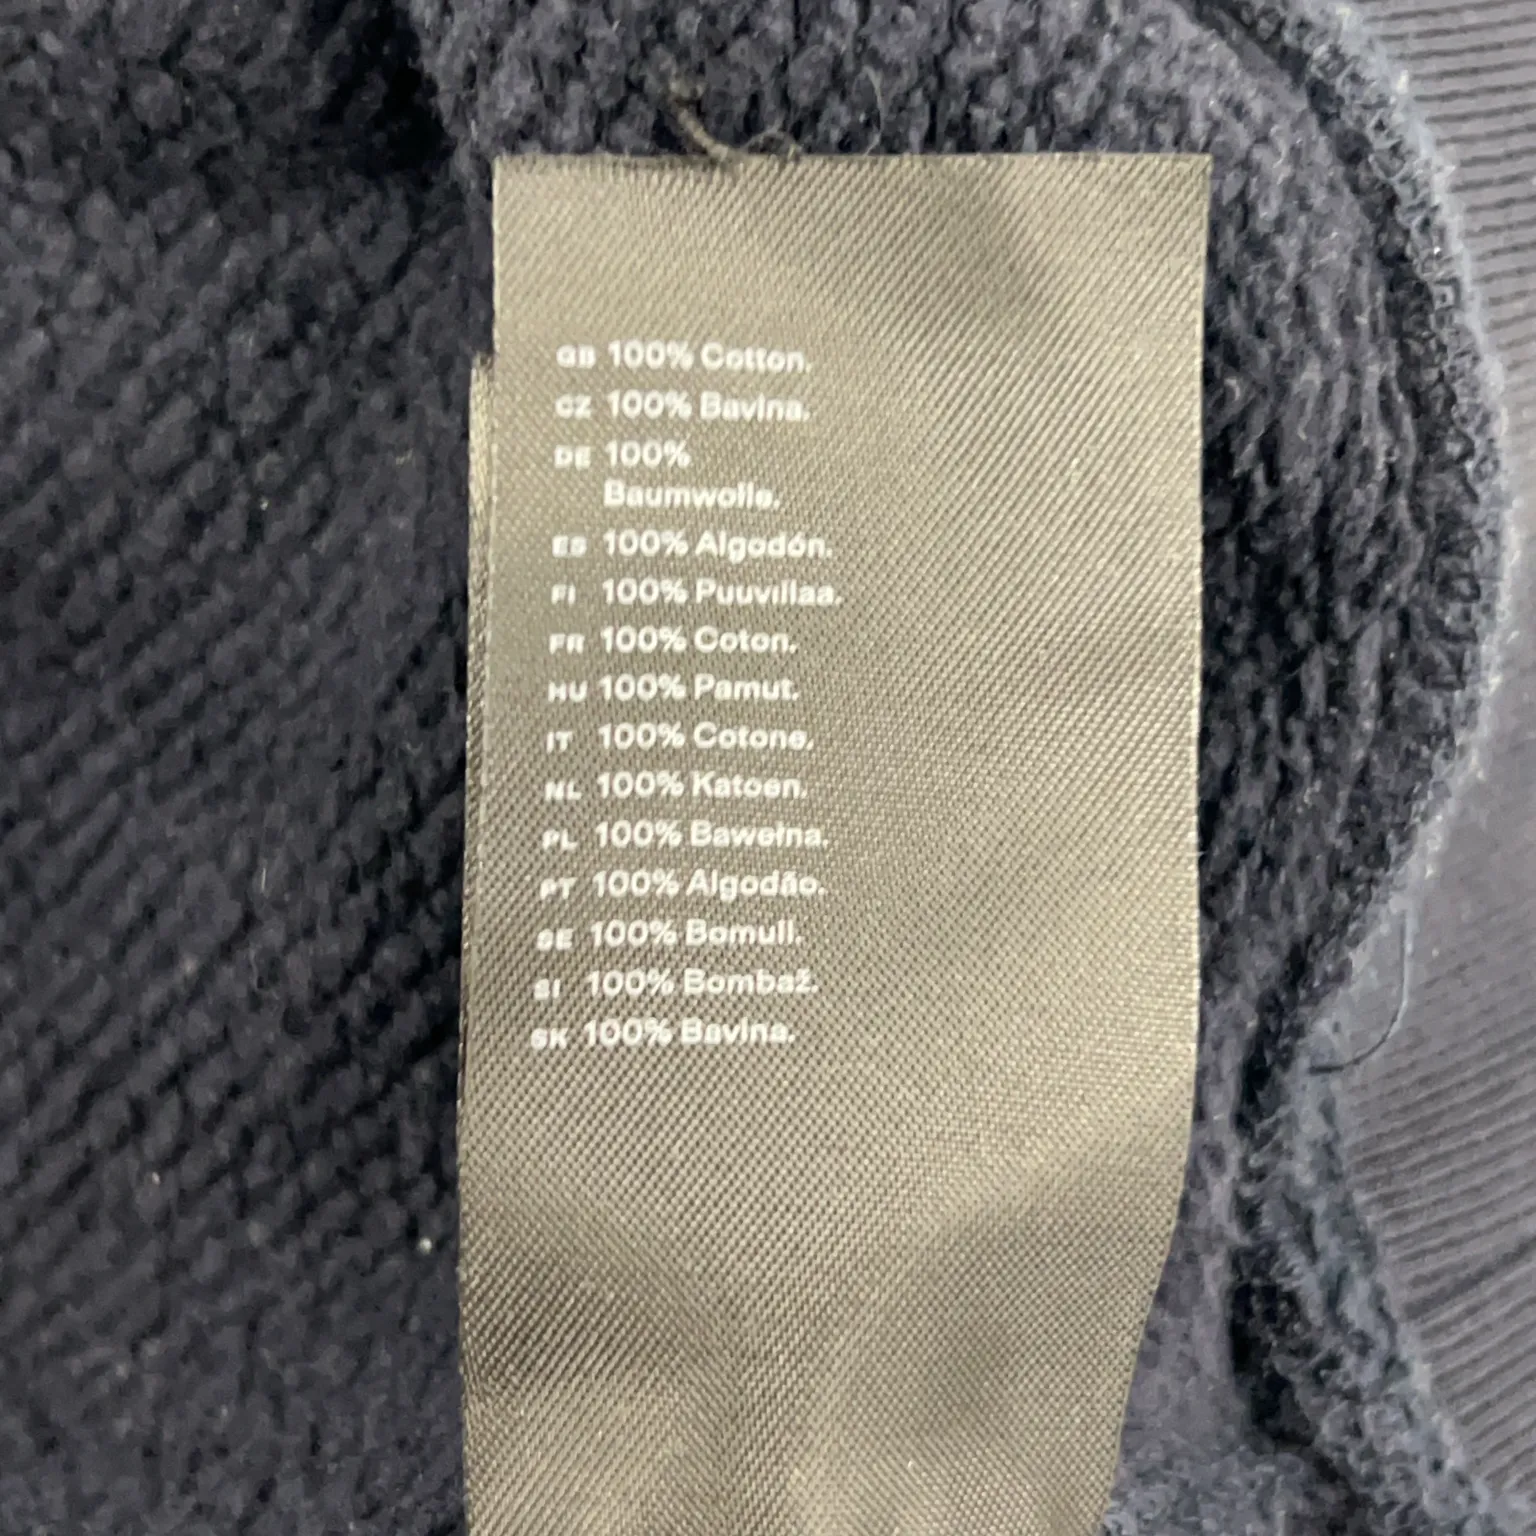 GB 100% Cotton.
CZ 100% Bavlna.
DE 100%
Baumwolle.
ES 100% Algodón.
FI 100% Puuvillaa.
FR 100% Coton.
HU 100% Pamut.
IT 100% Cotone.
NL 100% Katoen.
PL 100% Bawełna.
PT 100% Algodão.
SE 100% Bomull.
SI 100% Bombaž.
SK 100% Bavlna.